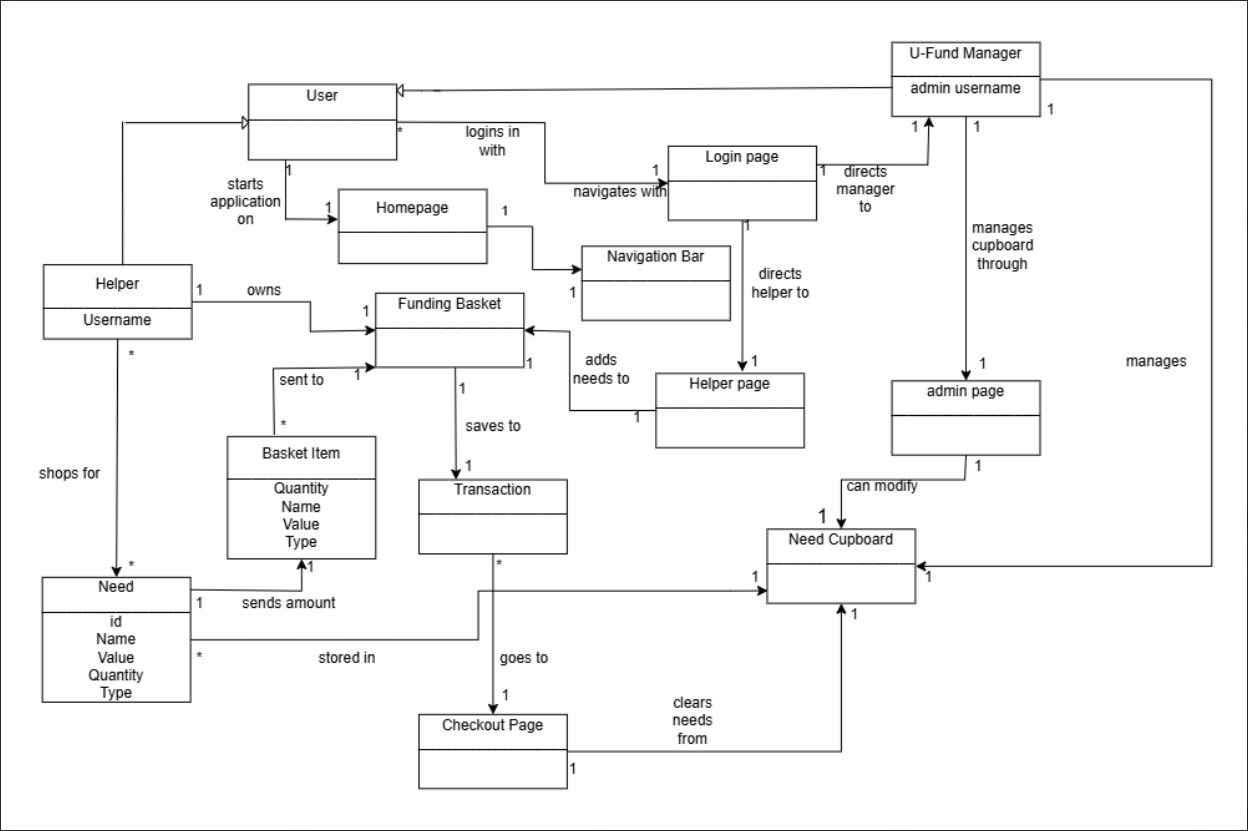 U-Fund Manager
admin username
1
User
*
logins in
with
1
1
1
Login page
1
directs
manager
to
navigates with
1
starts
application
on
1
Homepage
1
1
manages
cupboard
through
Navigation Bar
1
directs
helper to
Helper
Username
1
owns
1
Funding Basket
1
*
sent to
1
1
adds
needs to
1
Helper page
1
1
admin page
manages
saves to
*
Basket Item
Quantity
Name
Value
Type
shops for
1
Transaction
1
can modify
1
Need Cupboard
*
1
*
1
1
Need
id
Name
Value
Quantity
Type
1
sends amount
*
stored in
goes to
1
1
Checkout Page
1
clears
needs
from